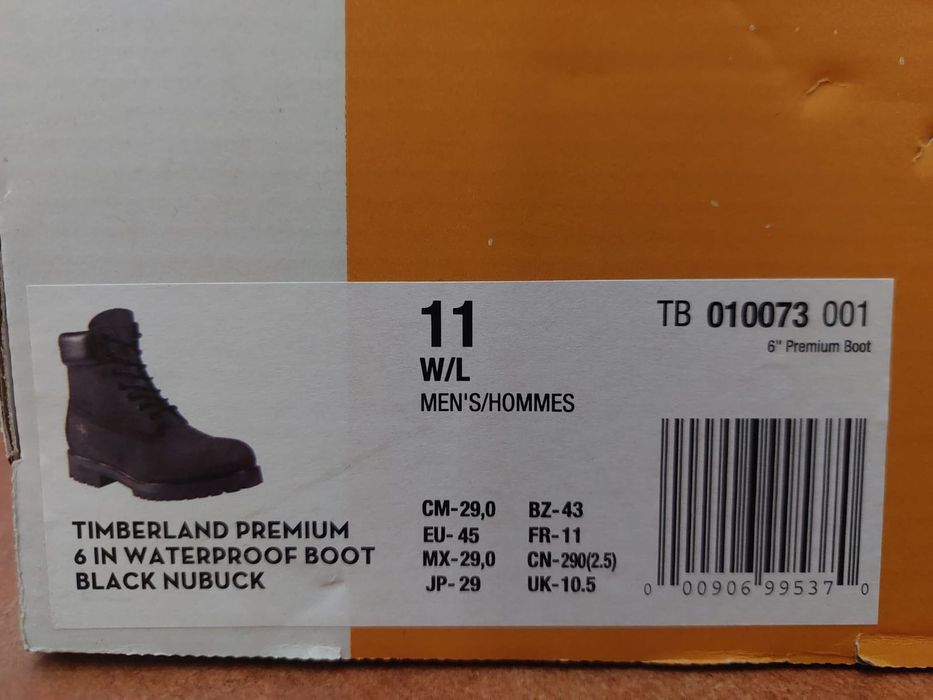 11
W/L
MEN'S/HOMMES
TB 010073 001
6" Premium Boot
TIMBERLAND PREMIUM
6 IN WATERPROOF BOOT
BLACK NUBUCK
CM-29,0 BZ-43
EU- 45 FR-11
MX-29,0 CN-290(2.5)
JP- 29 UK-10.5
0 00906 99537 0